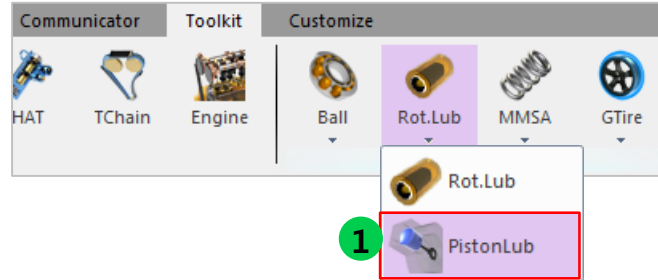 Communicator Toolkit Customize
HAT TChain Engine Ball Rot.Lub MMSA GTire
Rot.Lub
1 PistonLub